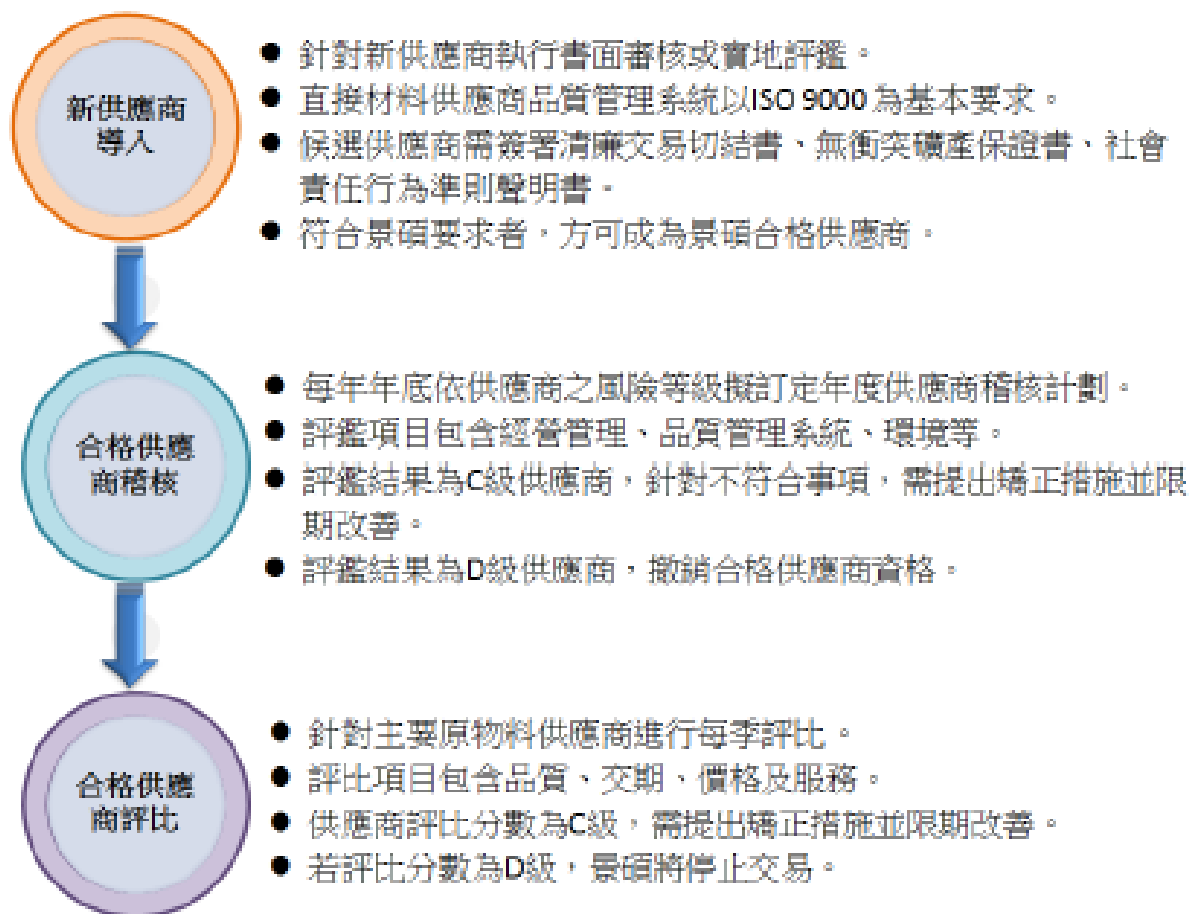 新供應商
導入
● 針對新供應商執行書面審核或實地評鑑。
● 直接材料供應商品質管理系統以ISO 9000 為基本要求。
● 候選供應商需簽署清廉交易切結書、無衝突礦產保證書、社會
責任行為準則聲明書。
● 符合景碩要求者，方可成為景碩合格供應商。
合格供應
商稽核
● 每年年底依供應商之風險等級擬訂定年度供應商稽核計劃。
● 評鑑項目包含經營管理、品質管理系統、環境等。
● 評鑑結果為C級供應商，針對不符合事項，需提出矯正措施並限
期改善。
● 評鑑結果為D級供應商，撤銷合格供應商資格。
合格供應
商評比
● 針對主要原物料供應商進行每季評比。
● 評比項目包含品質、交期、價格及服務。
● 供應商評比分數為C級，需提出矯正措施並限期改善。
● 若評比分數為D級，景碩將停止交易。